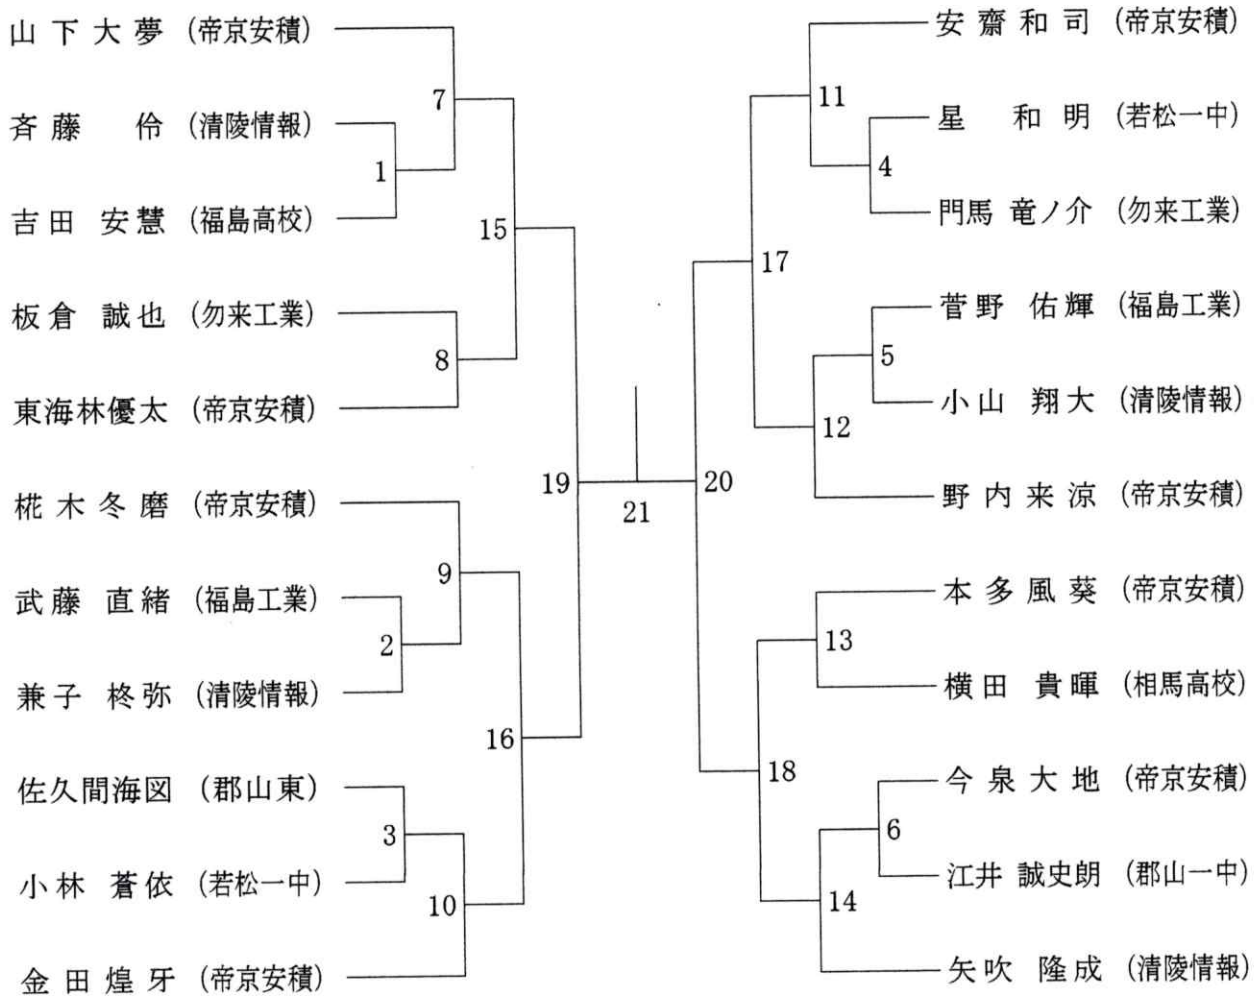 山下大夢 (帝京安積)
7
斉藤 伶 (清陵情報)
1
吉田 安慧 (福島高校)
15
板倉 誠也 (勿来工業)
8
東海林優太 (帝京安積)
19
椛木冬磨 (帝京安積)
9
武藤 直緒 (福島工業)
2
兼子 柊弥 (清陵情報)
16
佐久間海図 (郡山東)
3
小林 蒼依 (若松一中)
10
金田煌牙 (帝京安積)
21
安齋和司 (帝京安積)
11
星 和明 (若松一中)
4
門馬 竜ノ介 (勿来工業)
17
菅野 佑輝 (福島工業)
5
小山 翔大 (清陵情報)
12
野内来涼 (帝京安積)
20
本多風葵 (帝京安積)
13
横田 貴暉 (相馬高校)
18
今泉大地 (帝京安積)
6
江井 誠史朗 (郡山一中)
14
矢吹 隆成 (清陵情報)